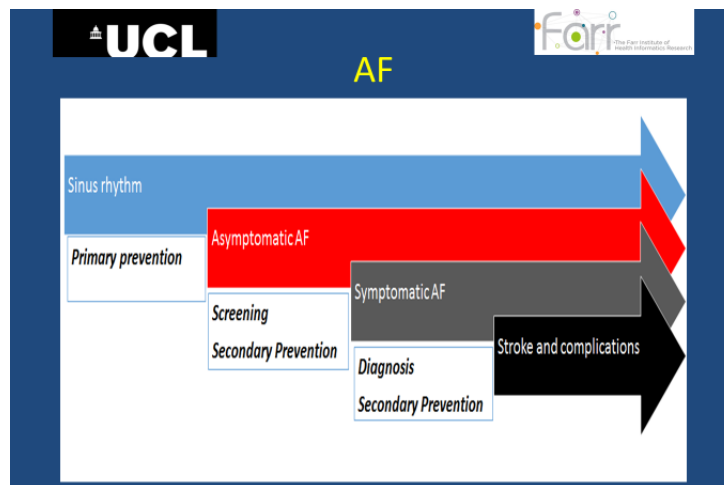 UCL
Farr
The Farr Institute of
Health Informatics Research
AF
Sinus rhythm
Primary prevention
Asymptomatic AF
Screening
Secondary Prevention
Symptomatic AF
Diagnosis
Secondary Prevention
Stroke and complications